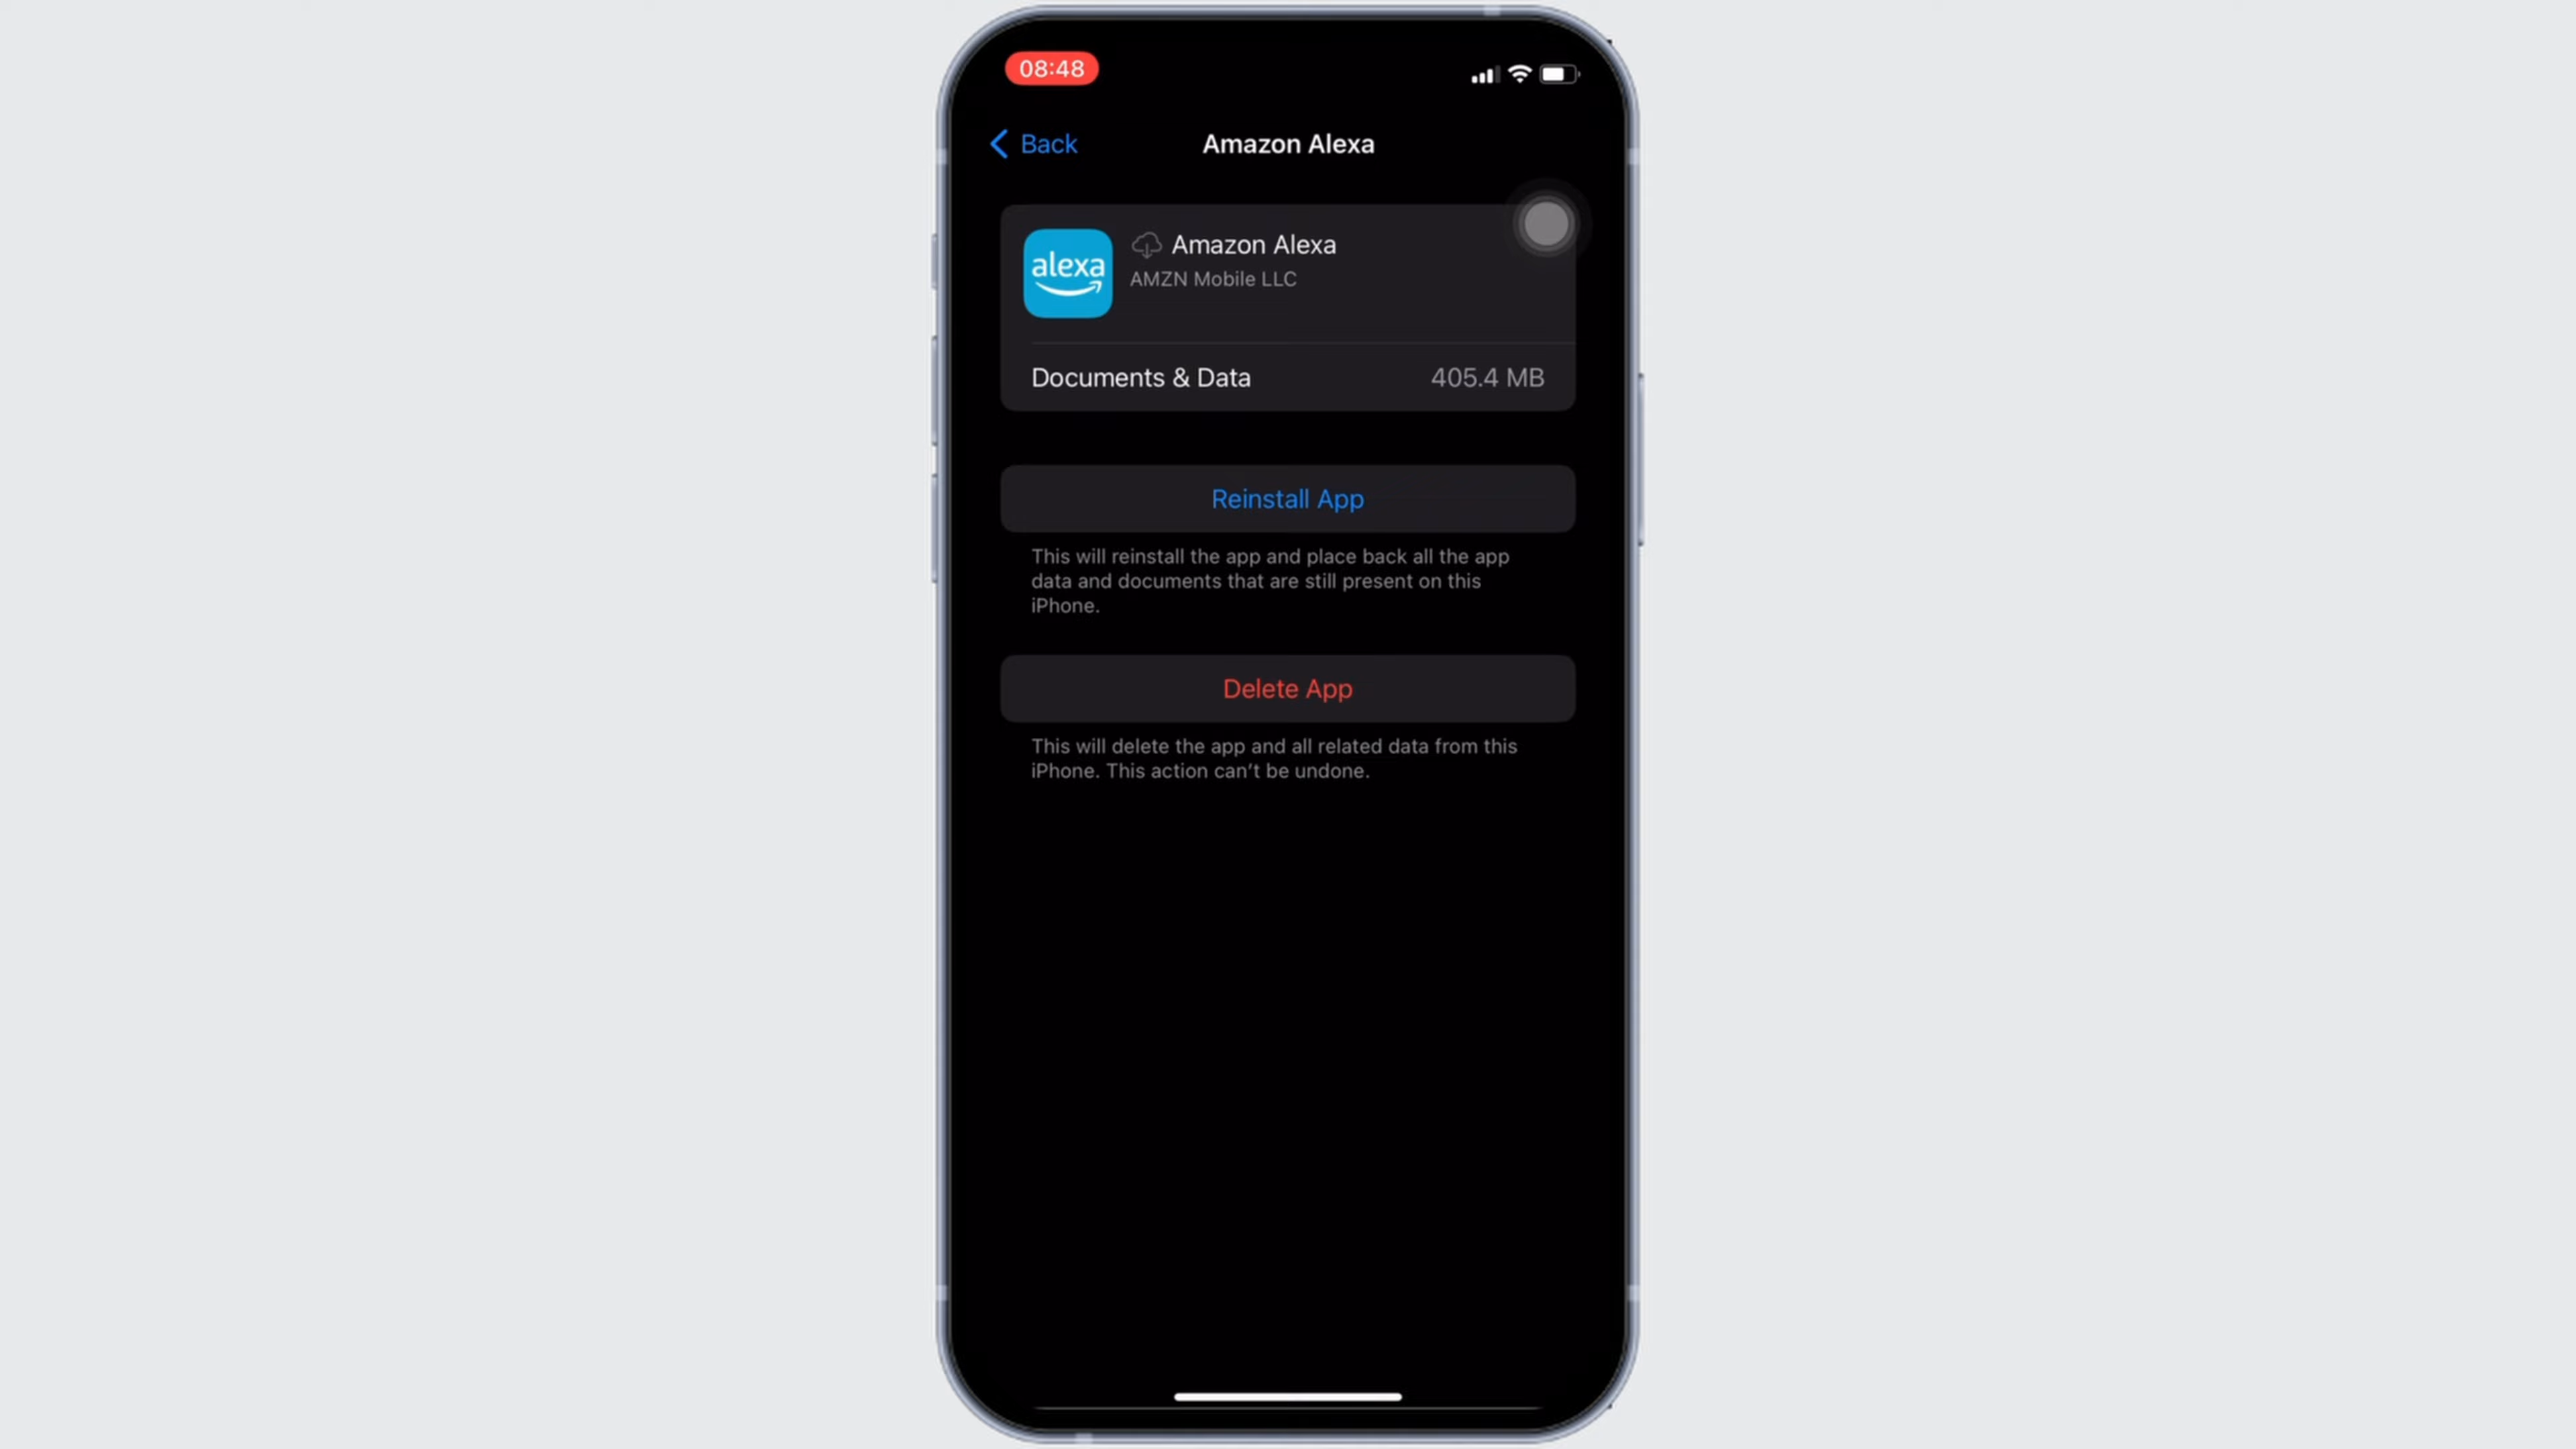 08:48
Back
Amazon Alexa
alexa
Amazon Alexa
AMZN Mobile LLC
Documents & Data 405.4 MB
Reinstall App
This will reinstall the app and place back all the app
data and documents that are still present on this
iPhone.
Delete App
This will delete the app and all related data from this
iPhone. This action can't be undone.